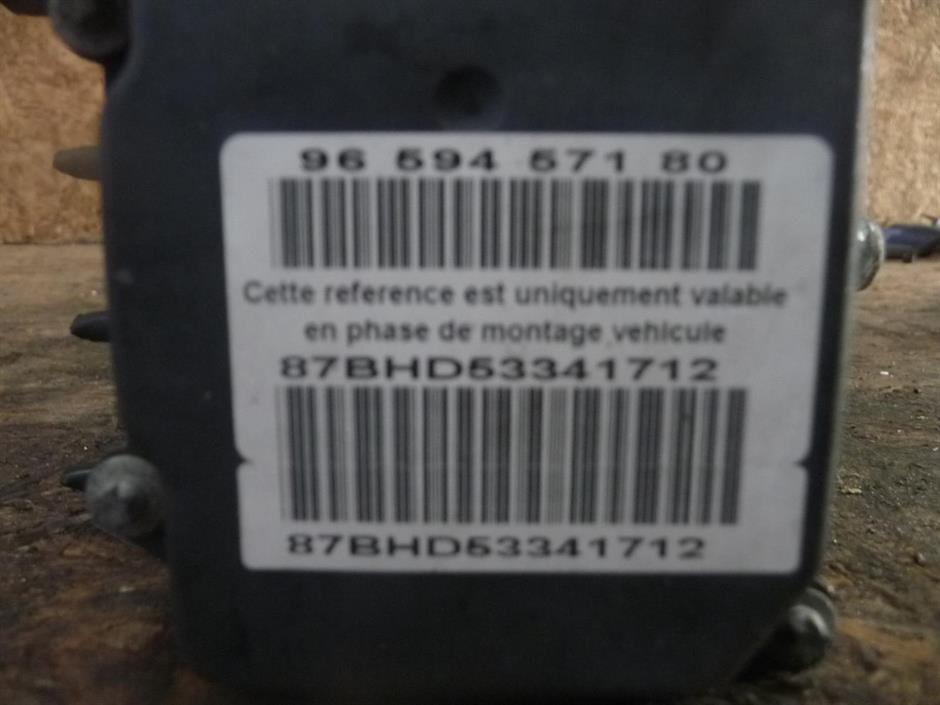 96 594 571 80
Cette reference est uniquement valable
en phase de montage vehicule
87BHD53341712
87BHD53341712